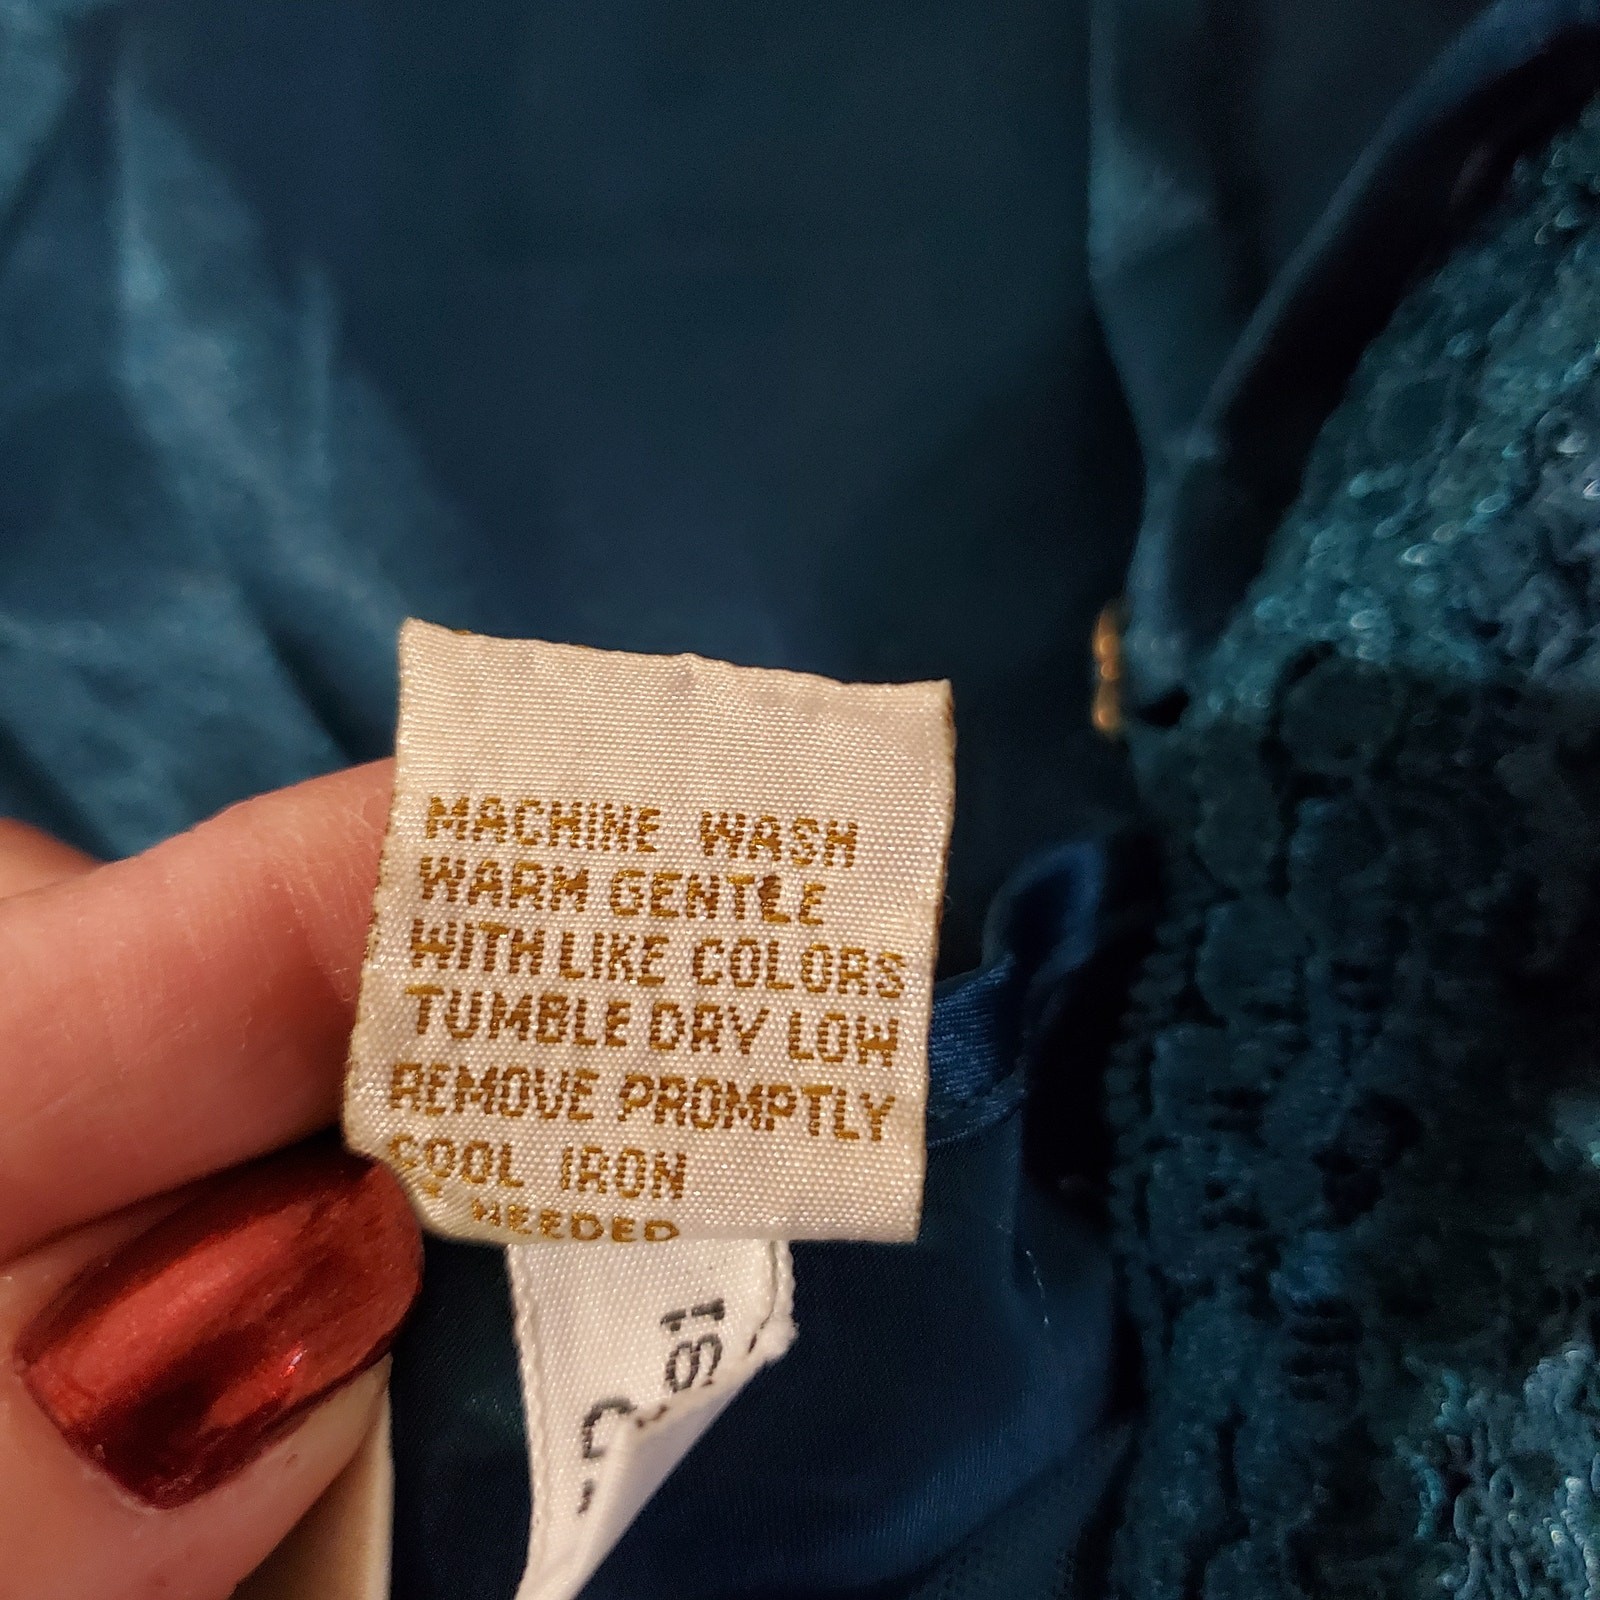 MACHINE WASH
WARM GENTLE
WITH LIKE COLORS
TUMBLE DRY LOW
REMOVE PROMPTLY
COOL IRON
NEEDED